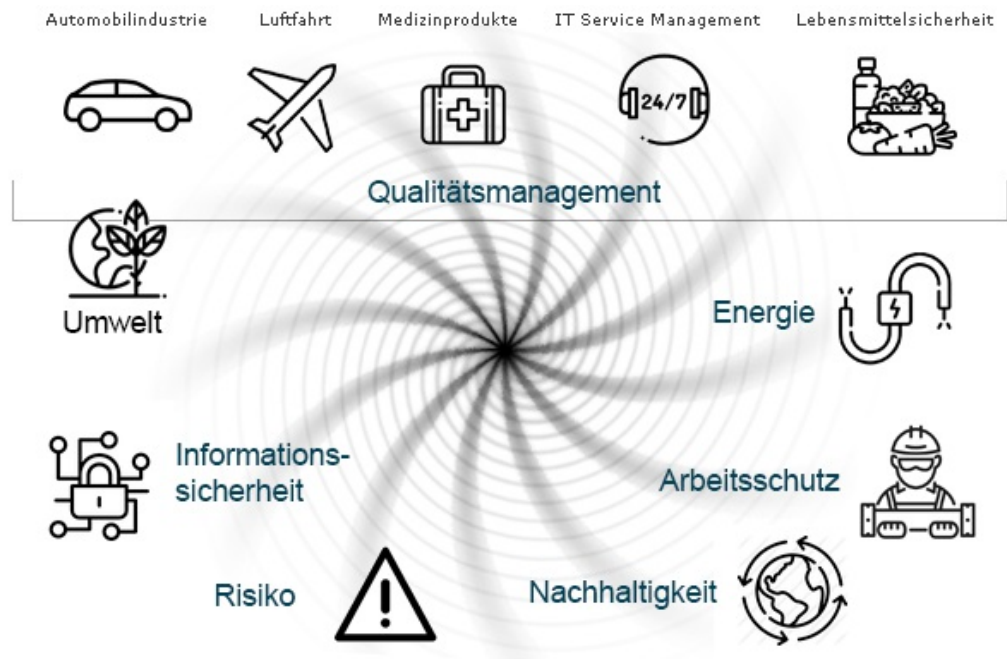 Automobilindustrie
Luftfahrt
Medizinprodukte
IT Service Management
Lebensmittelsicherheit
24/7
Qualitätsmanagement
Umwelt
Energie
Informations-
sicherheit
Arbeitsschutz
Risiko
Nachhaltigkeit